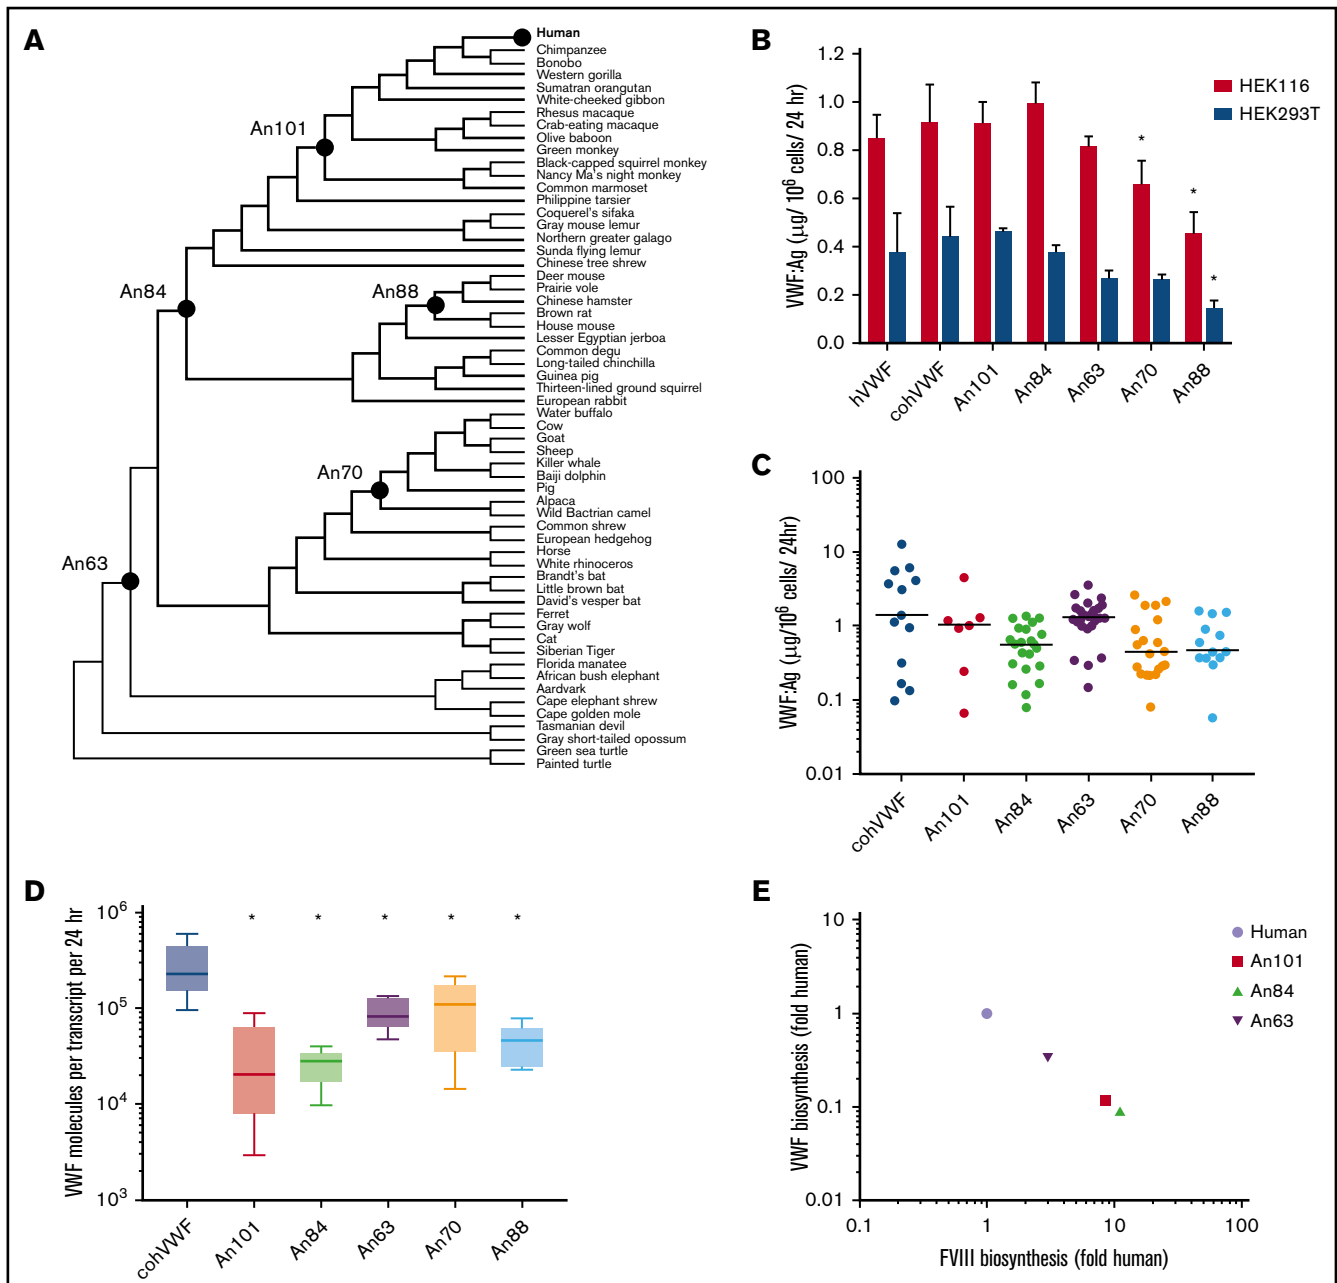 A
Human
Chimpanzee
Bonobo
Western gorilla
Sumatran orangutan
White-cheeked gibbon
Rhesus macaque
Crab-eating macaque
Olive baboon
Green monkey
Black-capped squirrel monkey
Nancy Ma's night monkey
Common marmoset
Philippine tarsier
Coquerel's sifaka
Gray mouse lemur
Northern greater galago
Sunda flying lemur
Chinese tree shrew
Deer mouse
Prairie vole
Chinese hamster
Brown rat
House mouse
Lesser Egyptian jerboa
Common degu
Long-tailed chinchilla
Guinea pig
Thirteen-lined ground squirrel
European rabbit
Water buffalo
Cow
Goat
Sheep
Killer whale
Baiji dolphin
Pig
Alpaca
Wild Bactrian camel
Common shrew
European hedgehog
Horse
White rhinoceros
Brandt's bat
Little brown bat
David's vesper bat
Ferret
Gray wolf
Cat
Siberian Tiger
Florida manatee
African bush elephant
Aardvark
Cape elephant shrew
Cape golden mole
Tasmanian devil
Gray short-tailed opossum
Green sea turtle
Painted turtle
An101
An84
An88
An70
An63
B
VWF:Ag (µg/ 10⁶ cells/ 24 hr)
1.2
1.0
0.8
0.6
0.4
0.2
0.0
HEK116
HEK293T
* * *
hVWF
cohVWF
An101
An84
An63
An70
An88
C
VWF:Ag (µg/10⁶ cells/ 24hr)
100
10
1
0.1
0.01
cohVWF
An101
An84
An63
An70
An88
D
VWF molecules per transcript per 24 hr
10⁶
10⁵
10⁴
10³
* * * * *
cohVWF
An101
An84
An63
An70
An88
E
VWF biosynthesis (fold human)
10
1
0.1
0.01
0.1 1 10 100
FVIII biosynthesis (fold human)
Human
An101
An84
An63